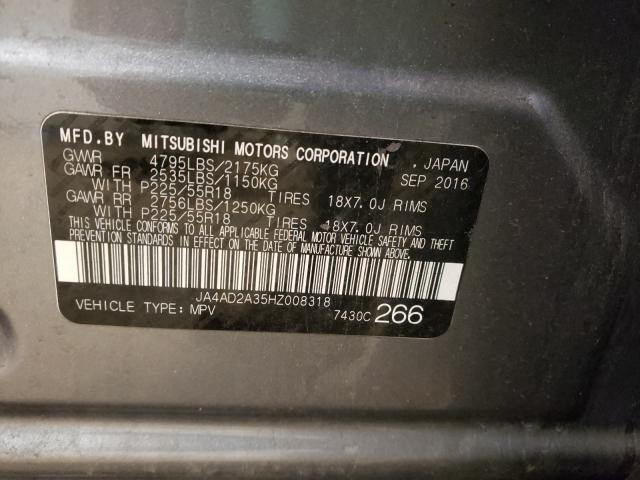 MFD.BY MITSUBISHI MOTORS CORPORATION . JAPAN
GVWR 4795LBS/2175KG SEP 2016
GAWR FR 2535LBS/1150KG
WITH P225/55R18 TIRES 18X7.0J RIMS
GAWR RR 2756LBS/1250KG
WITH P225/55R18 TIRES 18X7.0J RIMS
THIS VEHICLE CONFORMS TO ALL APPLICABLE FEDERAL MOTOR VEHICLE SAFETY AND THEFT
PREVENTION STANDARDS IN EFFECT ON THE DATE OF MANUFACTURE SHOWN ABOVE.
JA4AD2A35HZ008318
VEHICLE TYPE: MPV 7430C 266